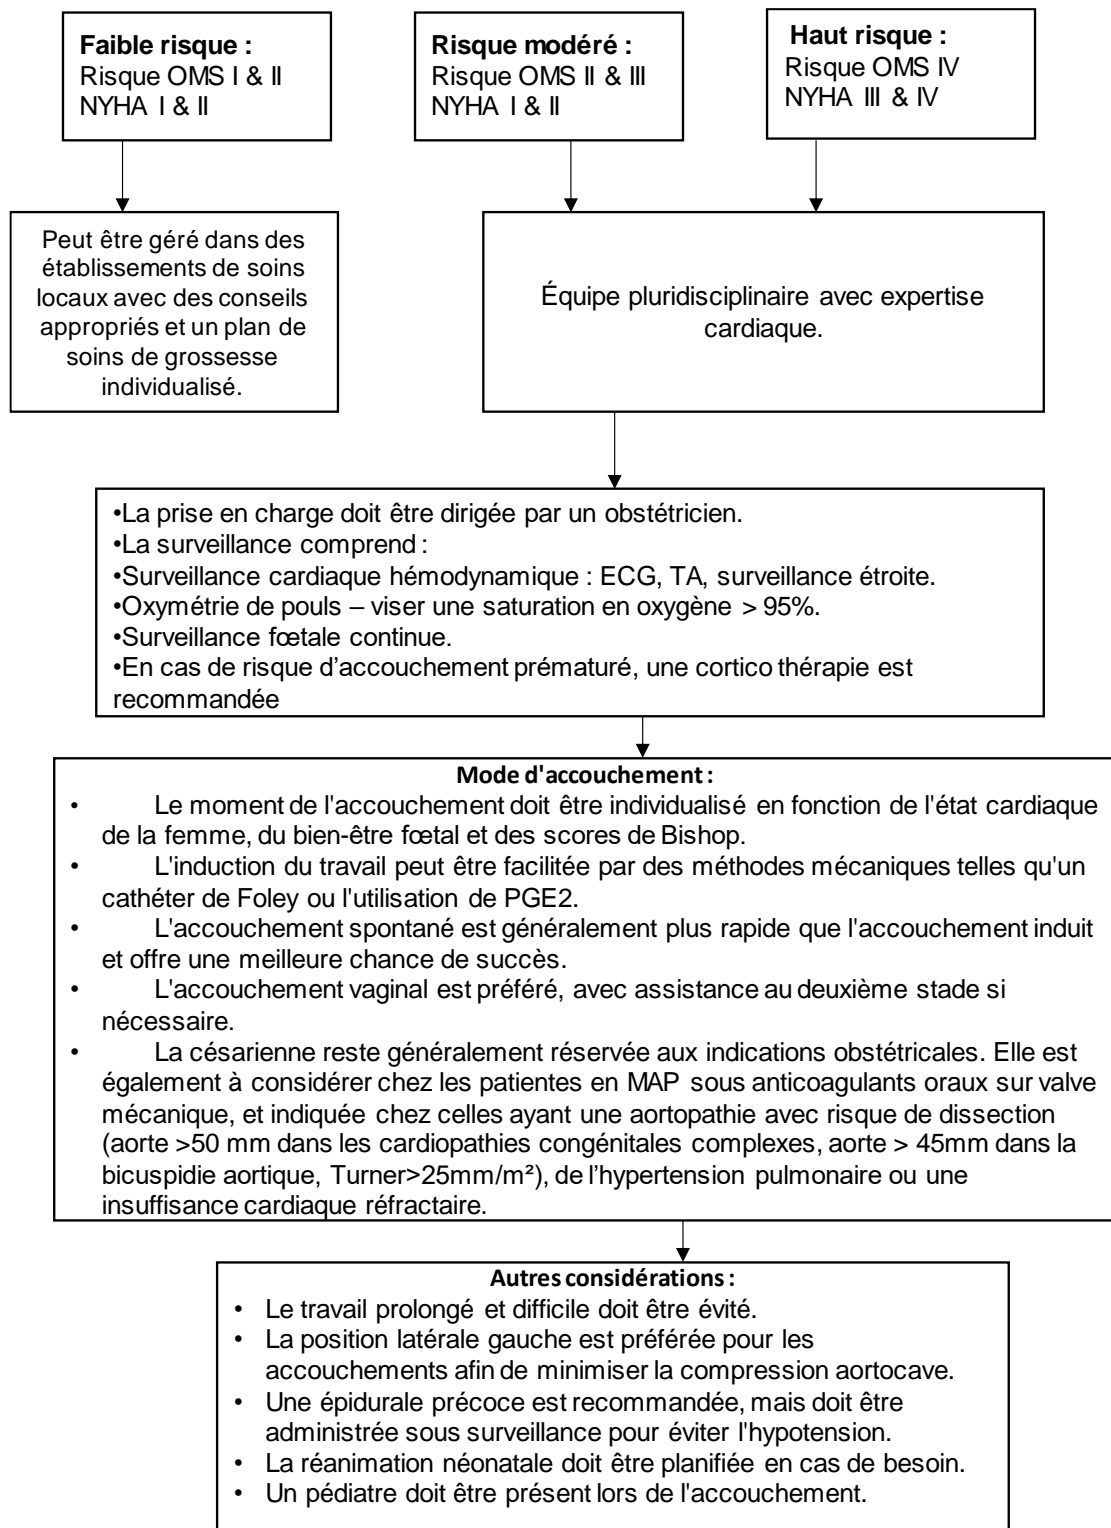 Faible risque :
Risque OMS I & II
NYHA I & II
Risque modéré :
Risque OMS II & III
NYHA I & II
Haut risque :
Risque OMS IV
NYHA III & IV
Peut être géré dans des
établissements de soins
locaux avec des conseils
appropriés et un plan de
soins de grossesse
individualisé.
Équipe pluridisciplinaire avec expertise
cardiaque.
•La prise en charge doit être dirigée par un obstétricien.
•La surveillance comprend :
•Surveillance cardiaque hémodynamique : ECG, TA, surveillance étroite.
•Oxymétrie de pouls – viser une saturation en oxygène > 95%.
•Surveillance fœtale continue.
•En cas de risque d’accouchement prématuré, une cortico thérapie est
recommandée
Mode d'accouchement :
• Le moment de l'accouchement doit être individualisé en fonction de l'état cardiaque
de la femme, du bien-être fœtal et des scores de Bishop.
• L'induction du travail peut être facilitée par des méthodes mécaniques telles qu'un
cathéter de Foley ou l'utilisation de PGE2.
• L'accouchement spontané est généralement plus rapide que l'accouchement induit
et offre une meilleure chance de succès.
• L'accouchement vaginal est préféré, avec assistance au deuxième stade si
nécessaire.
• La césarienne reste généralement réservée aux indications obstétricales. Elle est
également à considérer chez les patientes en MAP sous anticoagulants oraux sur valve
mécanique, et indiquée chez celles ayant une aortopathie avec risque de dissection
(aorte >50 mm dans les cardiopathies congénitales complexes, aorte > 45mm dans la
bicuspidie aortique, Turner>25mm/m²), de l’hypertension pulmonaire ou une
insuffisance cardiaque réfractaire.
Autres considérations :
• Le travail prolongé et difficile doit être évité.
• La position latérale gauche est préférée pour les
accouchements afin de minimiser la compression aortocave.
• Une épidurale précoce est recommandée, mais doit être
administrée sous surveillance pour éviter l'hypotension.
• La réanimation néonatale doit être planifiée en cas de besoin.
• Un pédiatre doit être présent lors de l'accouchement.